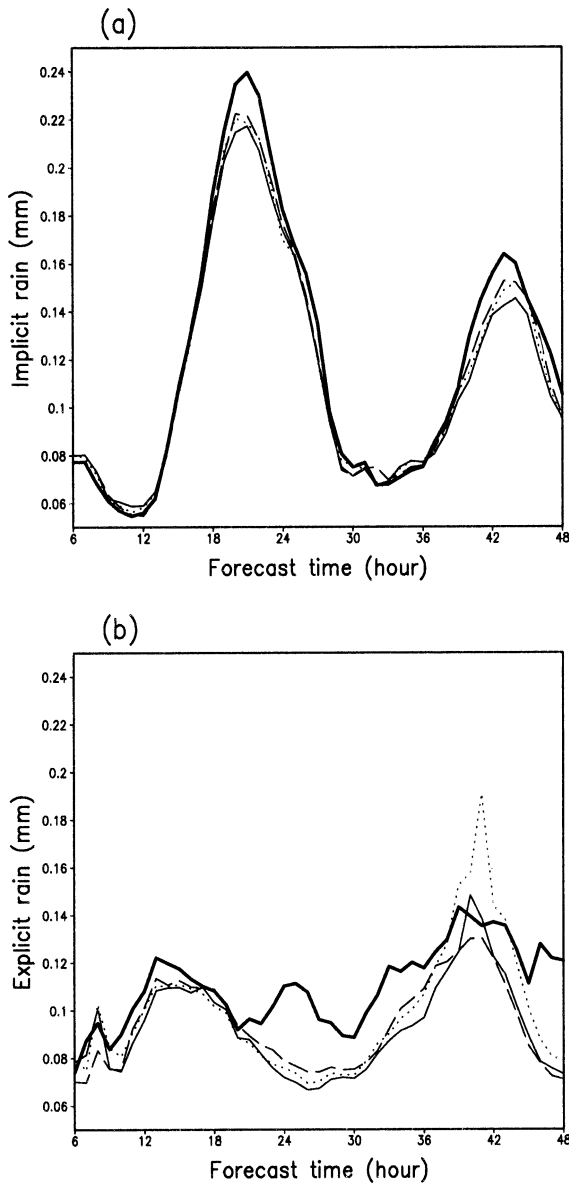 (a)
0.24
0.22
0.2
0.18
0.16
0.14
0.12
0.1
0.08
0.06
Implicit rain (mm)
6 12 18 24 30 36 42 48
Forecast time (hour)
(b)
0.24
0.22
0.2
0.18
0.16
0.14
0.12
0.1
0.08
0.06
Explicit rain (mm)
6 12 18 24 30 36 42 48
Forecast time (hour)